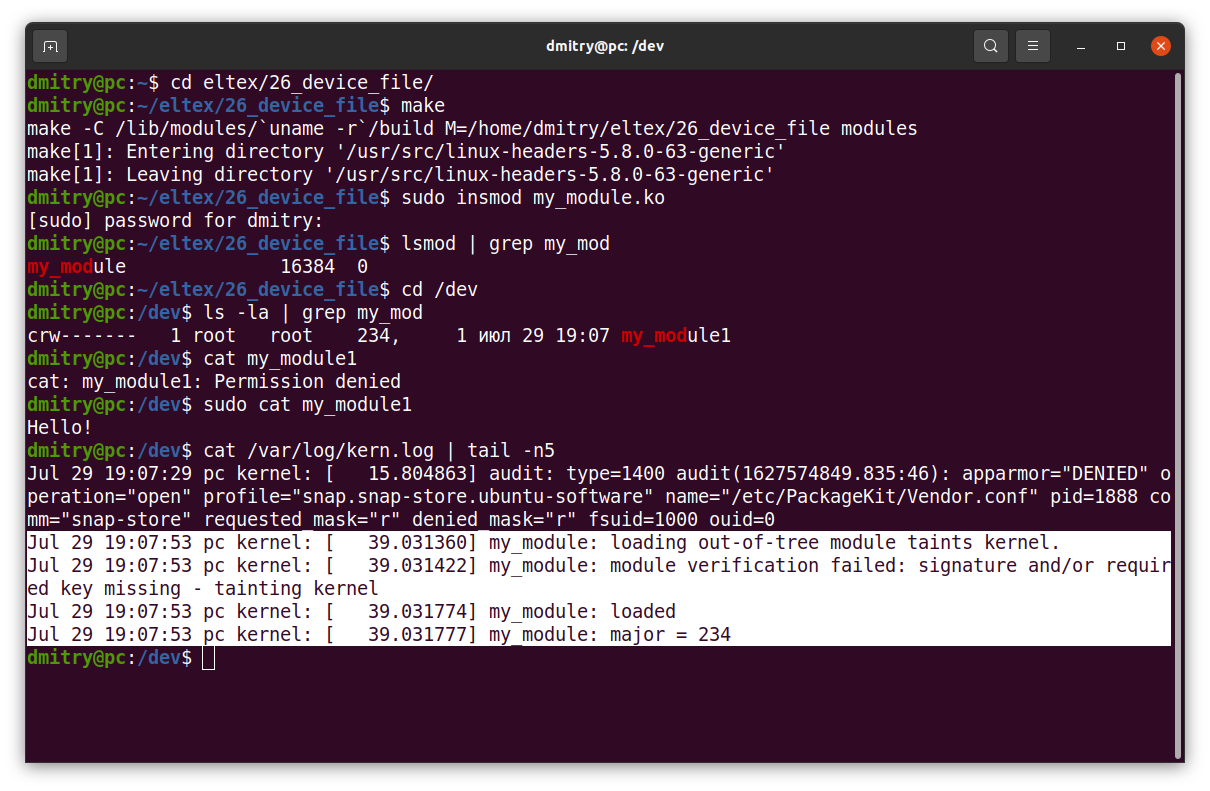 dmitry@pc: /dev
dmitry@pc:~$ cd eltex/26_device_file/
dmitry@pc:~/eltex/26_device_file$ make
make -C /lib/modules/`uname -r`/build M=/home/dmitry/eltex/26_device_file modules
make[1]: Entering directory '/usr/src/linux-headers-5.8.0-63-generic'
make[1]: Leaving directory '/usr/src/linux-headers-5.8.0-63-generic'
dmitry@pc:~/eltex/26_device_file$ sudo insmod my_module.ko
[sudo] password for dmitry:
dmitry@pc:~/eltex/26_device_file$ lsmod | grep my_mod
my_module              16384  0
dmitry@pc:~/eltex/26_device_file$ cd /dev
dmitry@pc:/dev$ ls -la | grep my_mod
crw-------   1 root   root    234,     1 июл 29 19:07 my_module1
dmitry@pc:/dev$ cat my_module1
cat: my_module1: Permission denied
dmitry@pc:/dev$ sudo cat my_module1
Hello!
dmitry@pc:/dev$ cat /var/log/kern.log | tail -n5
Jul 29 19:07:29 pc kernel: [   15.804863] audit: type=1400 audit(1627574849.835:46): apparmor="DENIED" o
peration="open" profile="snap.snap-store.ubuntu-software" name="/etc/PackageKit/Vendor.conf" pid=1888 co
mm="snap-store" requested_mask="r" denied_mask="r" fsuid=1000 ouid=0
Jul 29 19:07:53 pc kernel: [   39.031360] my_module: loading out-of-tree module taints kernel.
Jul 29 19:07:53 pc kernel: [   39.031422] my_module: module verification failed: signature and/or requir
ed key missing - tainting kernel
Jul 29 19:07:53 pc kernel: [   39.031774] my_module: loaded
Jul 29 19:07:53 pc kernel: [   39.031777] my_module: major = 234
dmitry@pc:/dev$